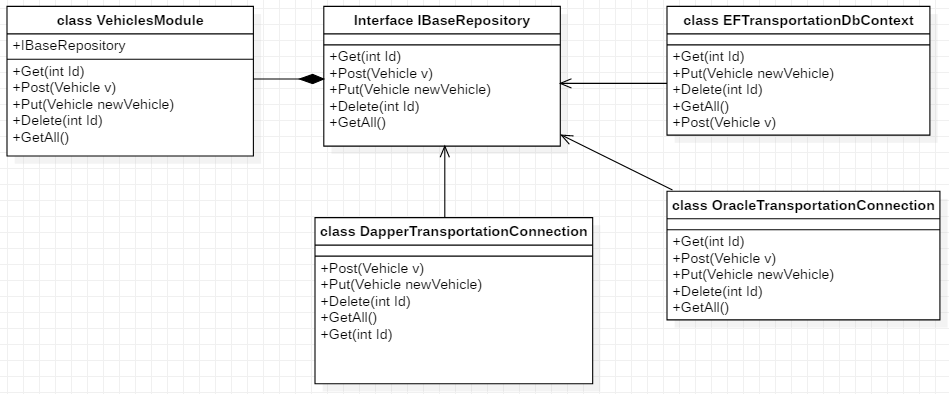 class VehiclesModule
+IBaseRepository
+Get(int Id)
+Post(Vehicle v)
+Put(Vehicle newVehicle)
+Delete(int Id)
+GetAll()
Interface IBaseRepository
+Get(int Id)
+Post(Vehicle v)
+Put(Vehicle newVehicle)
+Delete(int Id)
+GetAll()
class EFTransportationDbContext
+Get(int Id)
+Put(Vehicle newVehicle)
+Delete(int Id)
+GetAll()
+Post(Vehicle v)
class DapperTransportationConnection
+Post(Vehicle v)
+Put(Vehicle newVehicle)
+Delete(int Id)
+GetAll()
+Get(int Id)
class OracleTransportationConnection
+Get(int Id)
+Post(Vehicle v)
+Put(Vehicle newVehicle)
+Delete(int Id)
+GetAll()